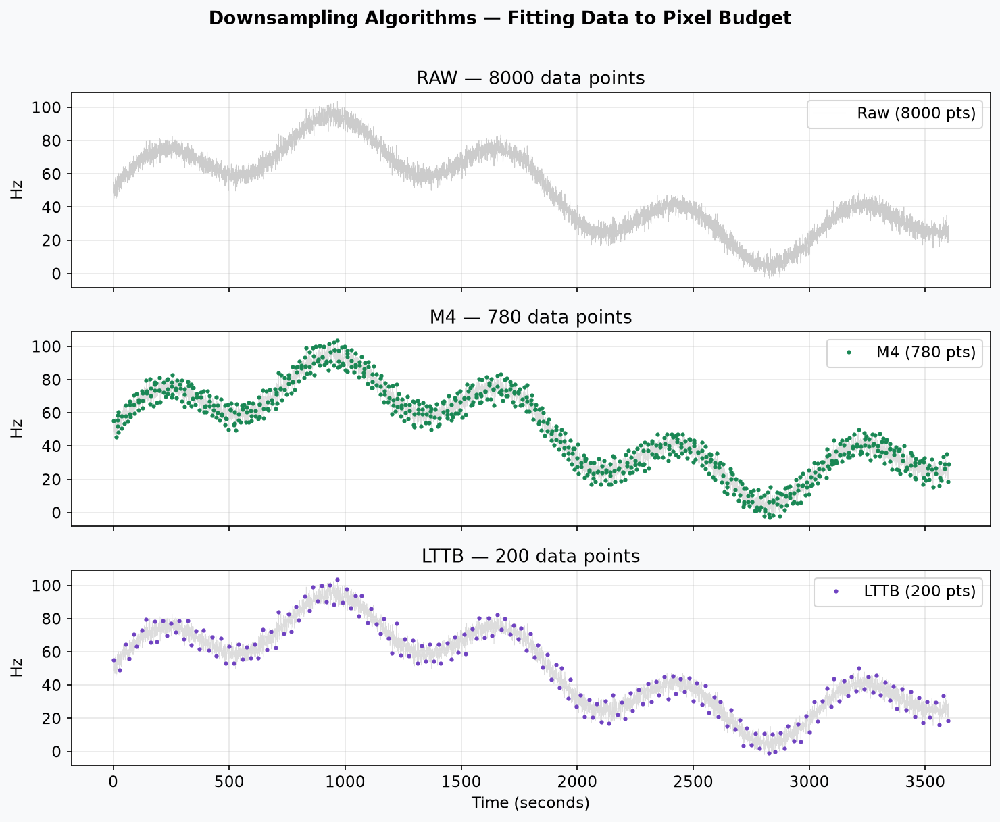 Downsampling Algorithms — Fitting Data to Pixel Budget
RAW — 8000 data points
Raw (8000 pts)
100
80
60
40
20
0
Hz
M4 — 780 data points
M4 (780 pts)
100
80
60
40
20
0
Hz
LTTB — 200 data points
LTTB (200 pts)
100
80
60
40
20
0
Hz
0 500 1000 1500 2000 2500 3000 3500
Time (seconds)